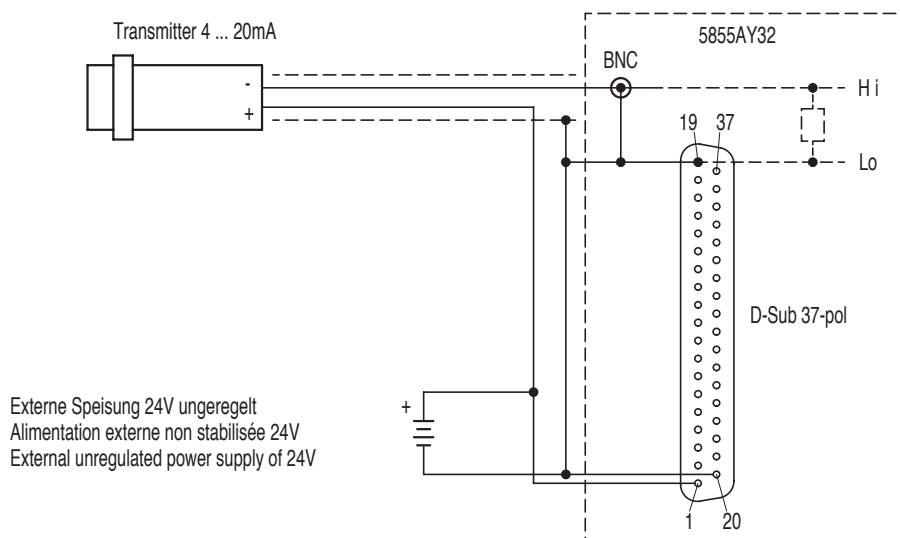 Transmitter 4 ... 20mA
5855AY32
BNC
-
+
Hi
19 37
Lo
D-Sub 37-pol
Externe Speisung 24V ungeregelt
Alimentation externe non stabilisée 24V
External unregulated power supply of 24V
+
1 20